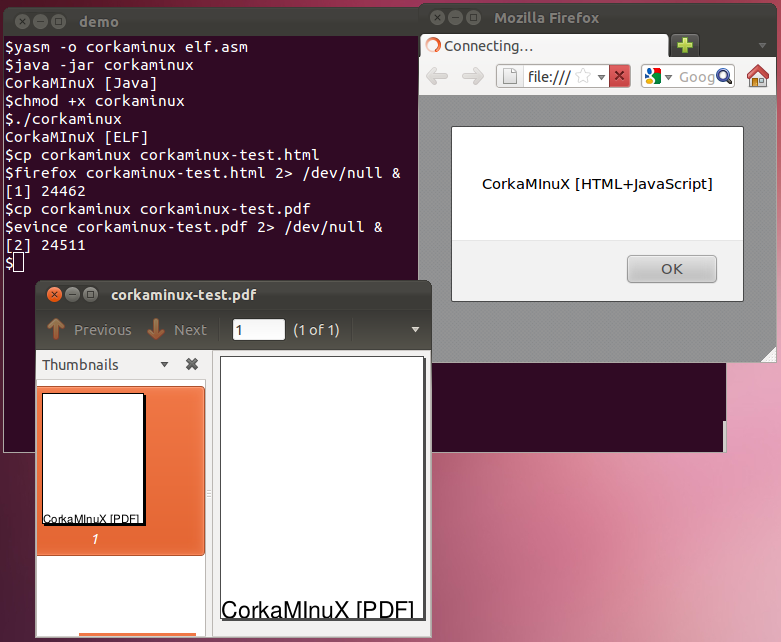 demo
$yasm -o corkaminux elf.asm
$java -jar corkaminux
CorkaMInuX [Java]
$chmod +x corkaminux
$./corkaminux
CorkaMInuX [ELF]
$cp corkaminux corkaminux-test.html
$firefox corkaminux-test.html 2> /dev/null &
[1] 24462
$cp corkaminux corkaminux-test.pdf
$evince corkaminux-test.pdf 2> /dev/null &
[2] 24511
$
Mozilla Firefox
Connecting…
file:/// Goog
CorkaMInuX [HTML+JavaScript]
OK
corkaminux-test.pdf
Previous Next 1 (1 of 1)
Thumbnails
CorkaMInuX [PDF]
1
CorkaMInuX [PDF]